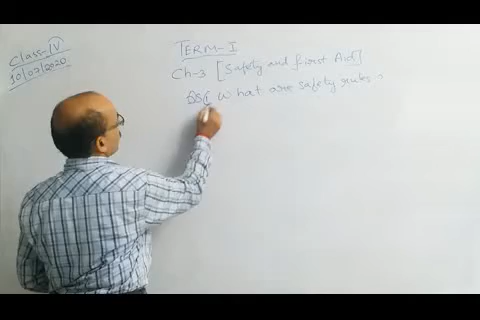 Class-IV
10/07/2020
TERM-I
Ch-3 [Safety and First Aid]
What are safety rules